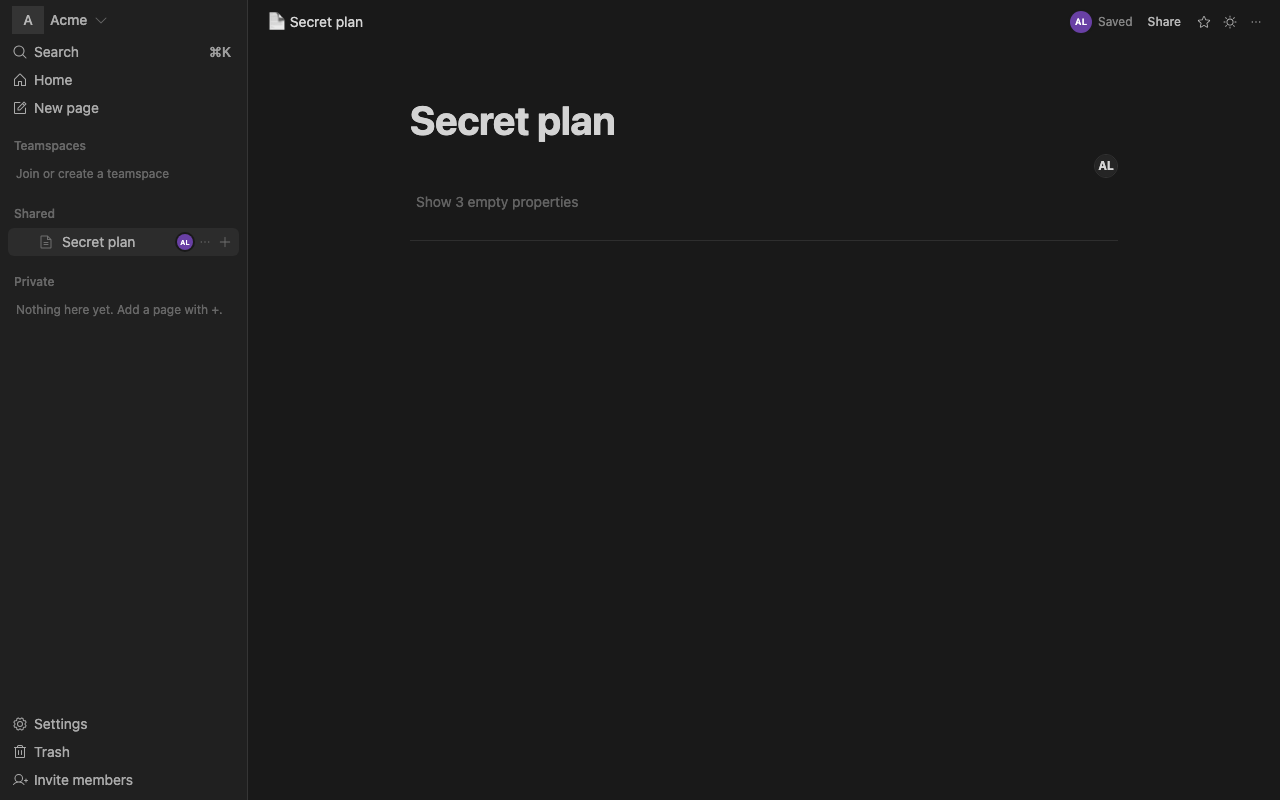 A Acme
Search ⌘K
Home
New page
Teamspaces
Join or create a teamspace
Shared
Secret plan AL
Private
Nothing here yet. Add a page with +.
Settings
Trash
Invite members
Secret plan
AL Saved Share
Secret plan
AL
Show 3 empty properties